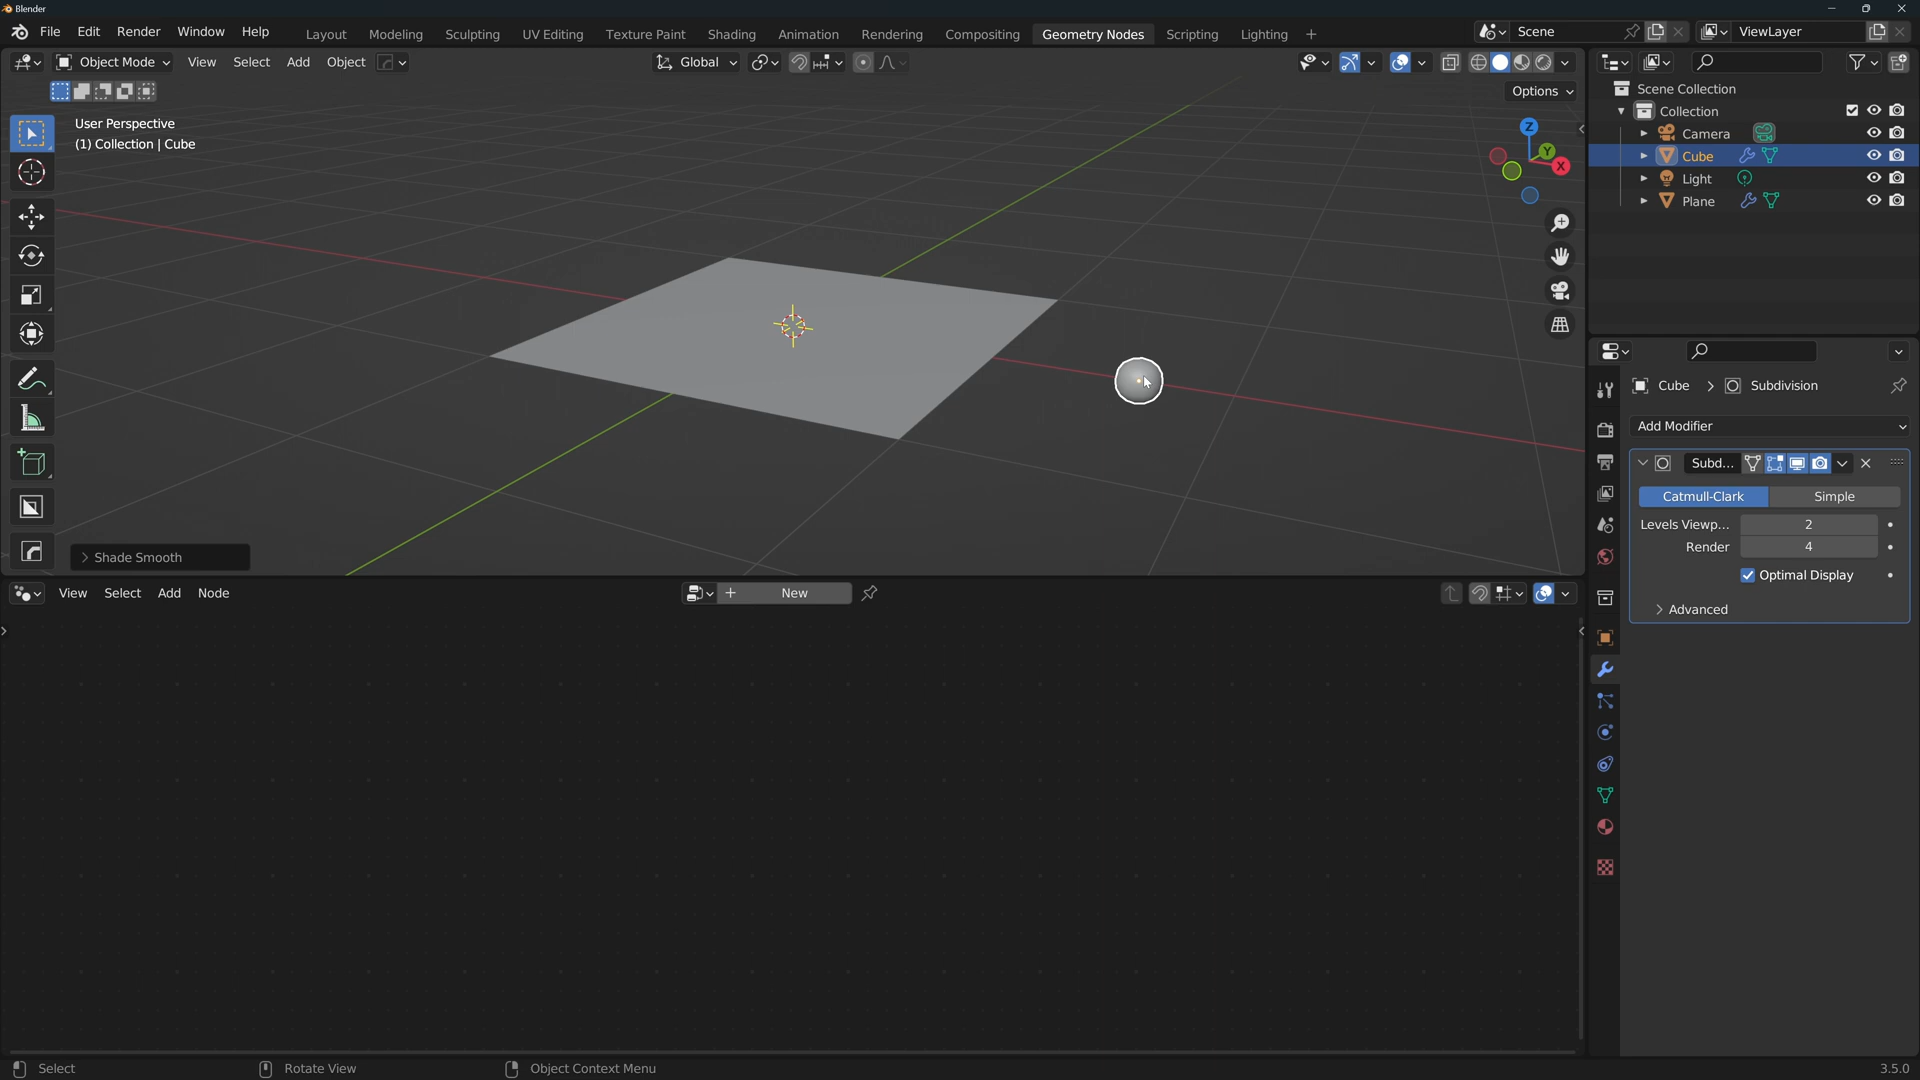 Blender
File Edit Render Window Help Layout Modeling Sculpting UV Editing Texture Paint Shading Animation Rendering Compositing Geometry Nodes Scripting Lighting + Scene ViewLayer
Object Mode View Select Add Object Global
Options
User Perspective
(1) Collection | Cube
Z
Y
X
Shade Smooth
Scene Collection
Collection
Camera
Cube
Light
Plane
Cube > Subdivision
Add Modifier
Subd...
Catmull-Clark Simple
Levels Viewp... 2
Render 4
Optimal Display
Advanced
View Select Add Node + New
Select Rotate View Object Context Menu 3.5.0